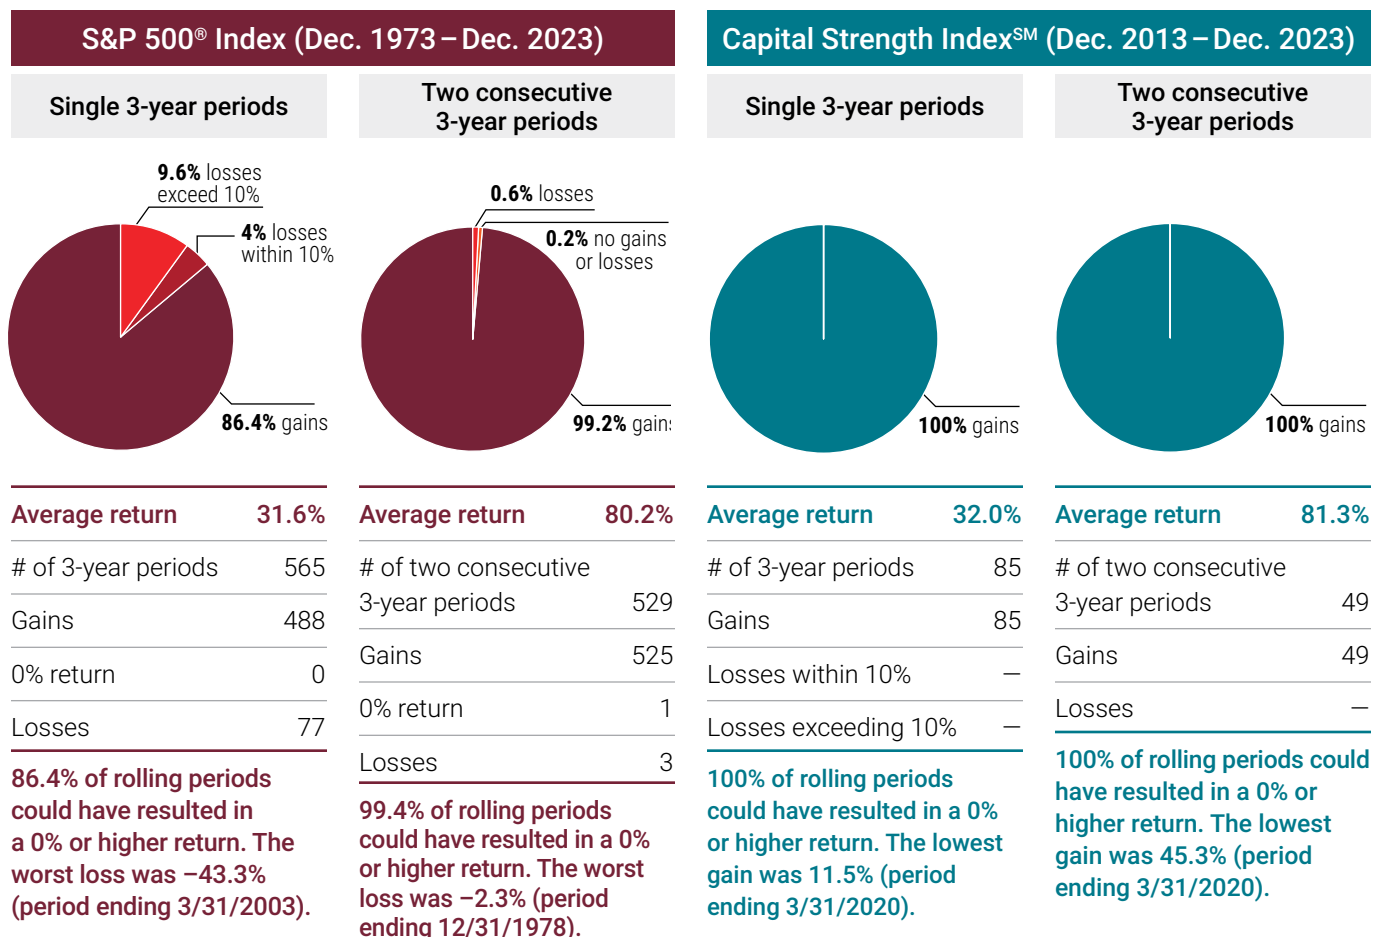 S&P 500® Index (Dec. 1973 – Dec. 2023)
Single 3-year periods
9.6% losses
exceed 10%
4% losses
within 10%
86.4% gains
Average return 31.6%
# of 3-year periods 565
Gains 488
0% return 0
Losses 77
86.4% of rolling periods
could have resulted in
a 0% or higher return. The
worst loss was –43.3%
(period ending 3/31/2003).
Two consecutive
3-year periods
0.6% losses
0.2% no gains
or losses
99.2% gains
Average return 80.2%
# of two consecutive
3-year periods 529
Gains 525
0% return 1
Losses 3
99.4% of rolling periods
could have resulted in a 0%
or higher return. The worst
loss was –2.3% (period
ending 12/31/1978).
Capital Strength Index℠ (Dec. 2013 – Dec. 2023)
Single 3-year periods
100% gains
Average return 32.0%
# of 3-year periods 85
Gains 85
Losses within 10% —
Losses exceeding 10% —
100% of rolling periods
could have resulted in a 0%
or higher return. The lowest
gain was 11.5% (period
ending 3/31/2020).
Two consecutive
3-year periods
100% gains
Average return 81.3%
# of two consecutive
3-year periods 49
Gains 49
Losses —
100% of rolling periods could
have resulted in a 0% or
higher return. The lowest
gain was 45.3% (period
ending 3/31/2020).